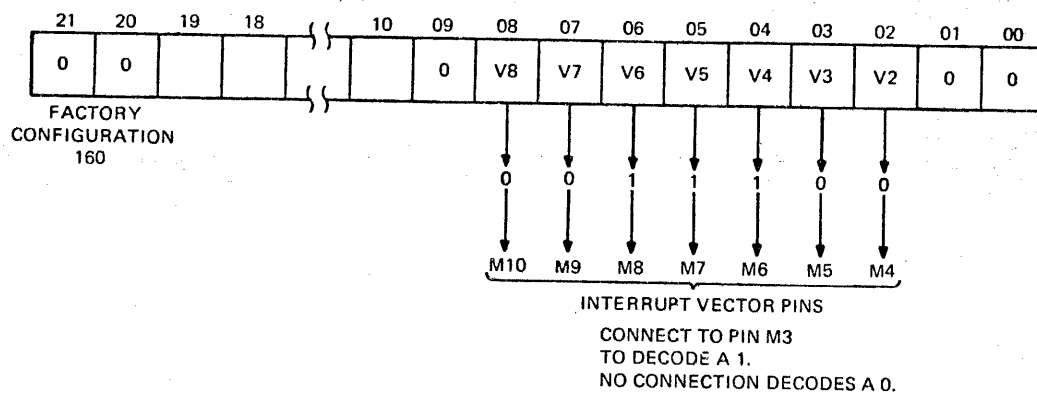 21 20 19 18 10 09 08 07 06 05 04 03 02 01 00
0 0 0 V8 V7 V6 V5 V4 V3 V2 0 0
FACTORY
CONFIGURATION
160
0 0 1 1 1 0 0
M10 M9 M8 M7 M6 M5 M4
INTERRUPT VECTOR PINS
CONNECT TO PIN M3
TO DECODE A 1.
NO CONNECTION DECODES A 0.